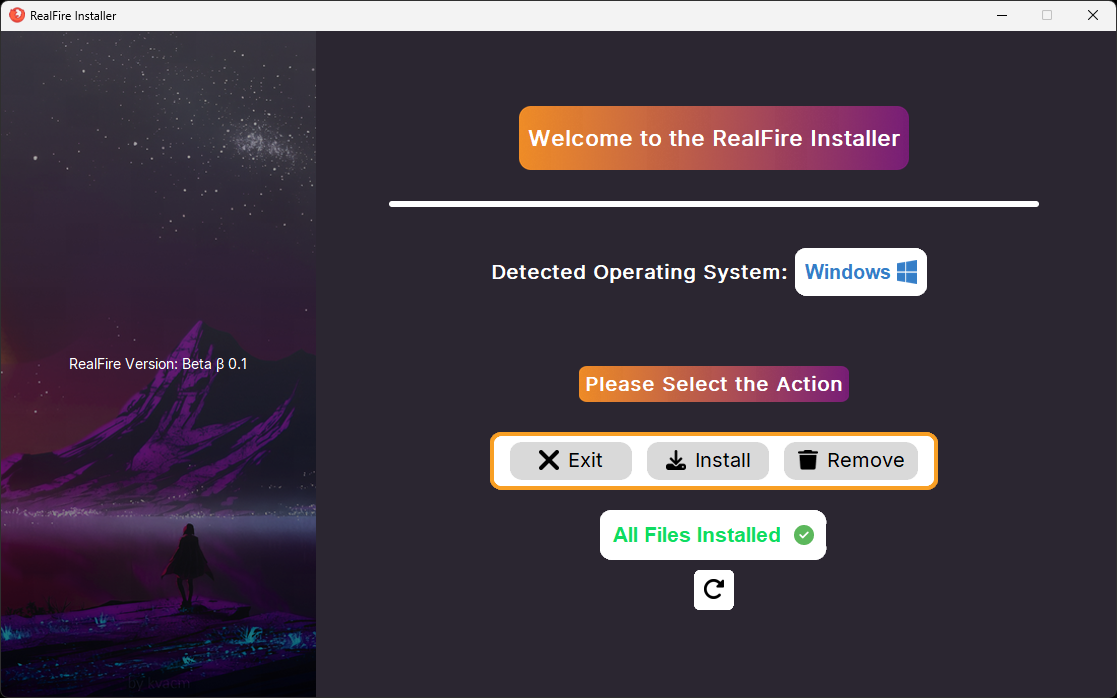 RealFire Installer
Welcome to the RealFire Installer
Detected Operating System: Windows
RealFire Version: Beta β 0.1
Please Select the Action
Exit Install Remove
All Files Installed
by kvacm